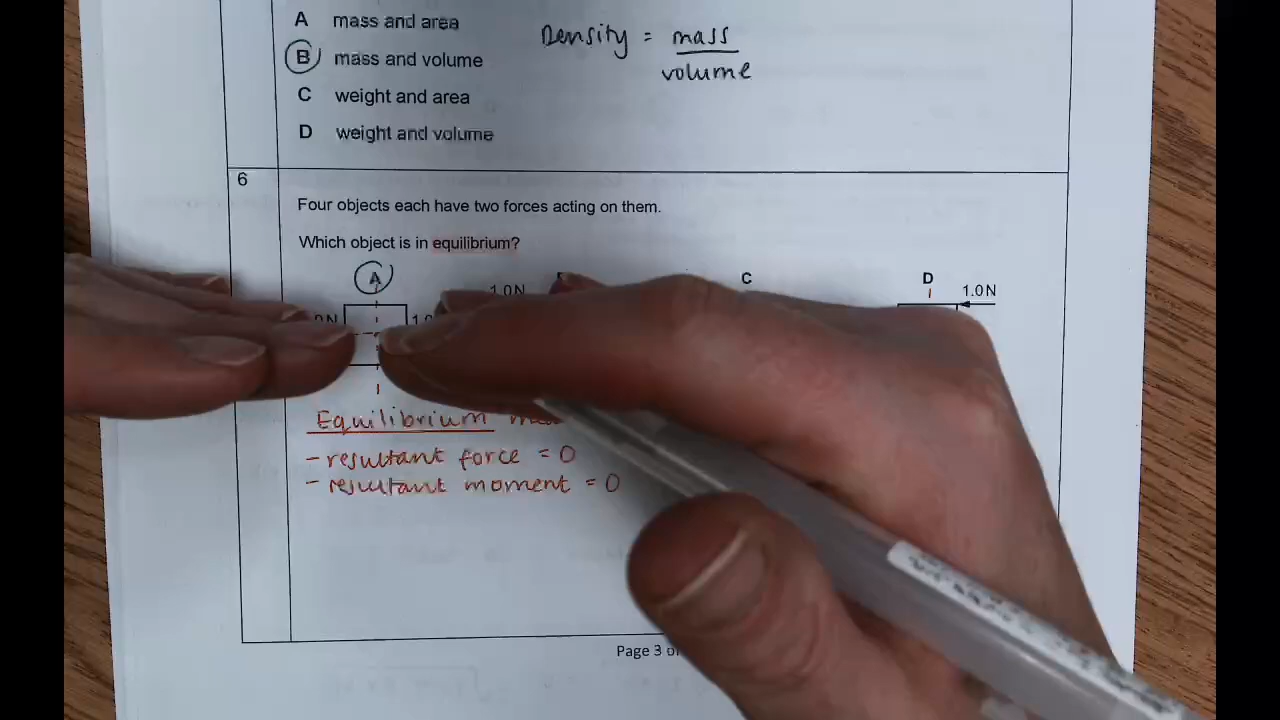 A mass and area
Density = mass
volume
B mass and volume
C weight and area
D weight and volume
6
Four objects each have two forces acting on them.
Which object is in equilibrium?
A
C
D
1.0N
1.0N
Equilibrium
- resultant force = 0
- resultant moment = 0
Page 3